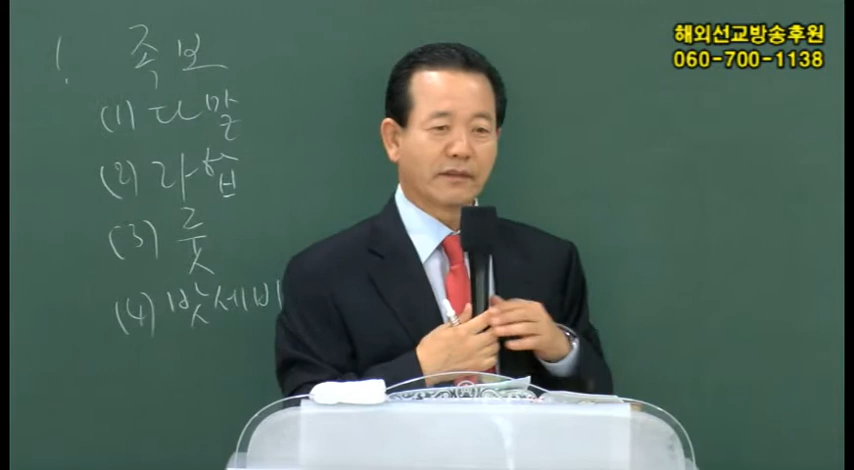 해외선교방송후원
060-700-1138
1. 족보
(1) 다말
(2) 라합
(3) 룻
(4) 밧세바